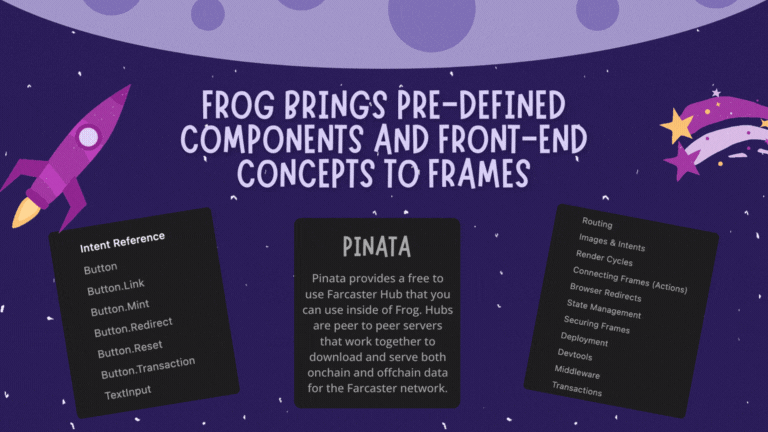 FROG BRINGS PRE-DEFINED
COMPONENTS AND FRONT-END
CONCEPTS TO FRAMES
Intent Reference
Button
Button.Link
Button.Mint
Button.Redirect
Button.Reset
Button.Transaction
TextInput
PINATA
Pinata provides a free to
use Farcaster Hub that you
can use inside of Frog. Hubs
are peer to peer servers
that work together to
download and serve both
onchain and offchain data
for the Farcaster network.
Routing
Images & Intents
Render Cycles
Connecting Frames (Actions)
Browser Redirects
State Management
Securing Frames
Deployment
Devtools
Middleware
Transactions